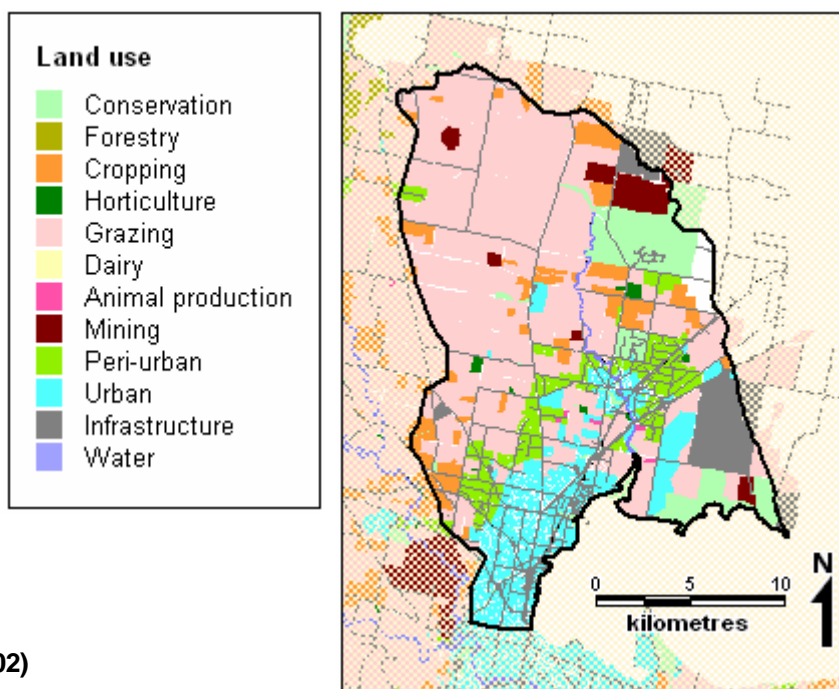 Land use
Conservation
Forestry
Cropping
Horticulture
Grazing
Dairy
Animal production
Mining
Peri-urban
Urban
Infrastructure
Water
N
0 5 10
kilometres
02)